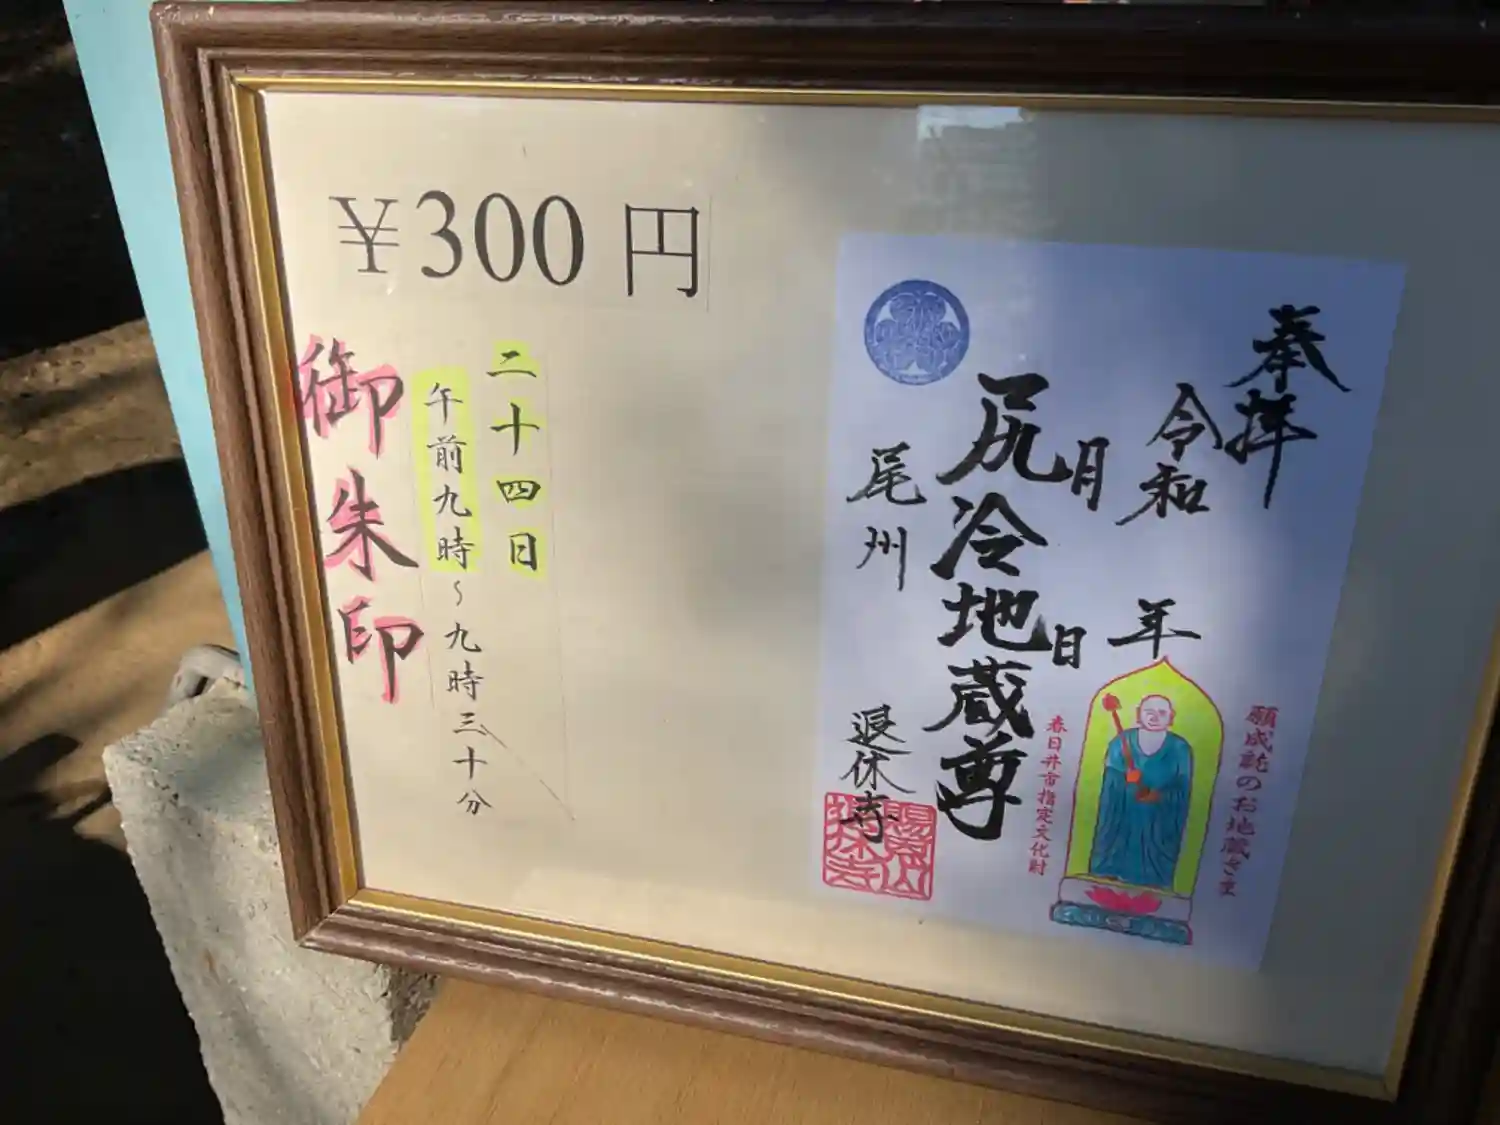 ¥300円
二十四日
午前九時~九時三十分
御朱印
奉拝
令和 年
月 日
尻冷地蔵尊
尾州 退休寺
願成就のお地蔵さま
春日井市指定文化財